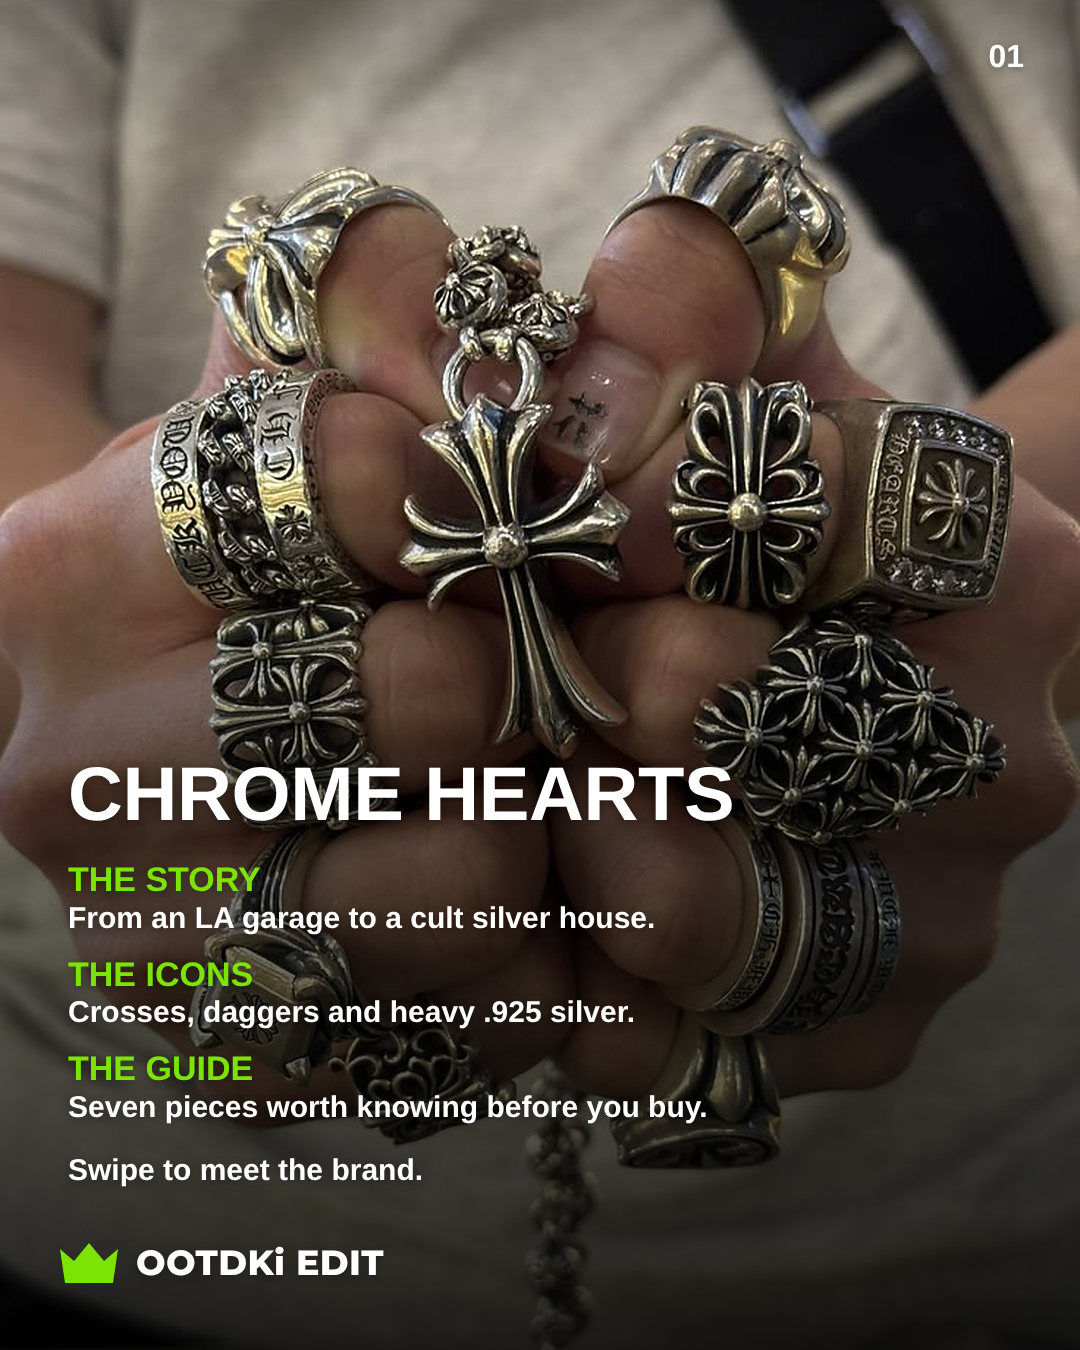 01
CHROME HEARTS
THE STORY
From an LA garage to a cult silver house.
THE ICONS
Crosses, daggers and heavy .925 silver.
THE GUIDE
Seven pieces worth knowing before you buy.
Swipe to meet the brand.
OOTDKi EDIT